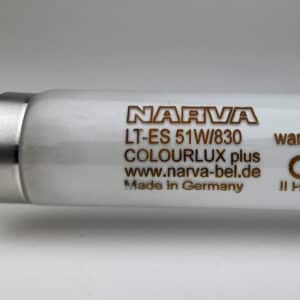 NARVA
LT-ES 51W/830
COLOURLUX plus
www.narva-bel.de
Made in Germany